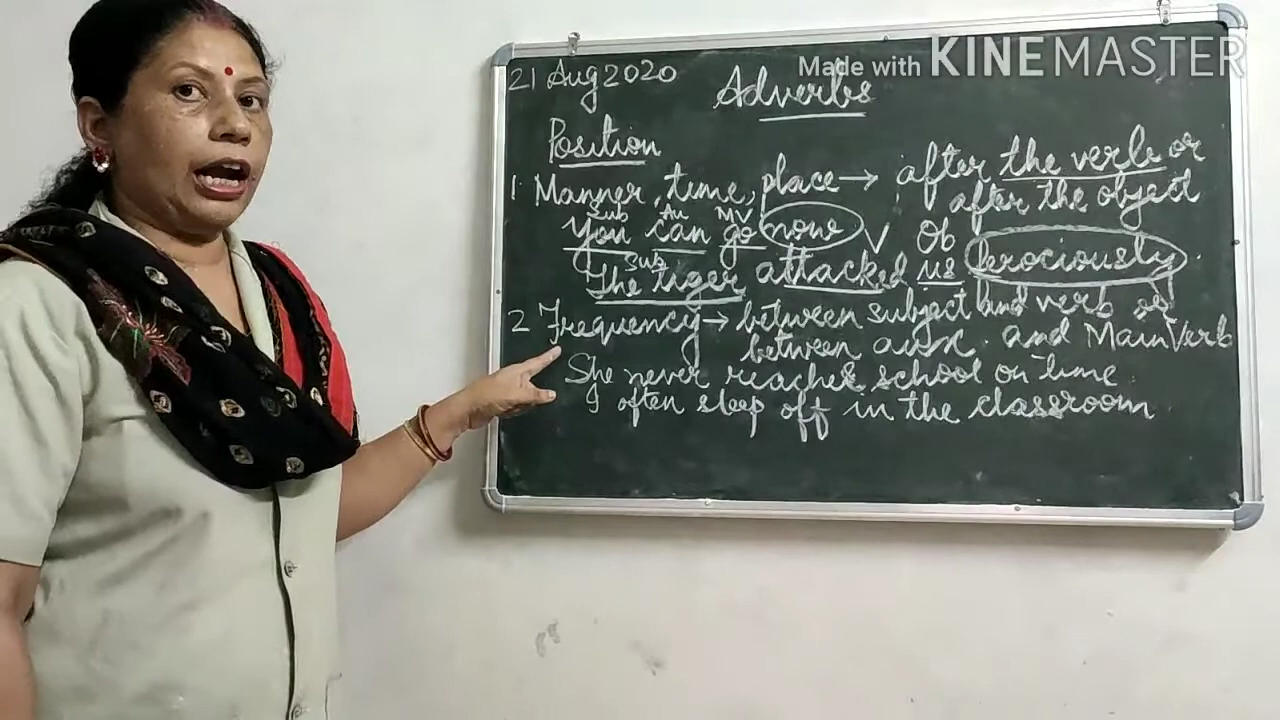 Made with KINEMASTER
21 Aug 2020
Adverbs
Position
1. Manner, time, place → after the verb or
after the object
Sub Au MV
You can go now
Sub V Ob
The tiger attacked us ferociously.
2 Frequency → between subject and verb or
between aux. and Main Verb
She never reaches school on time
I often sleep off in the classroom